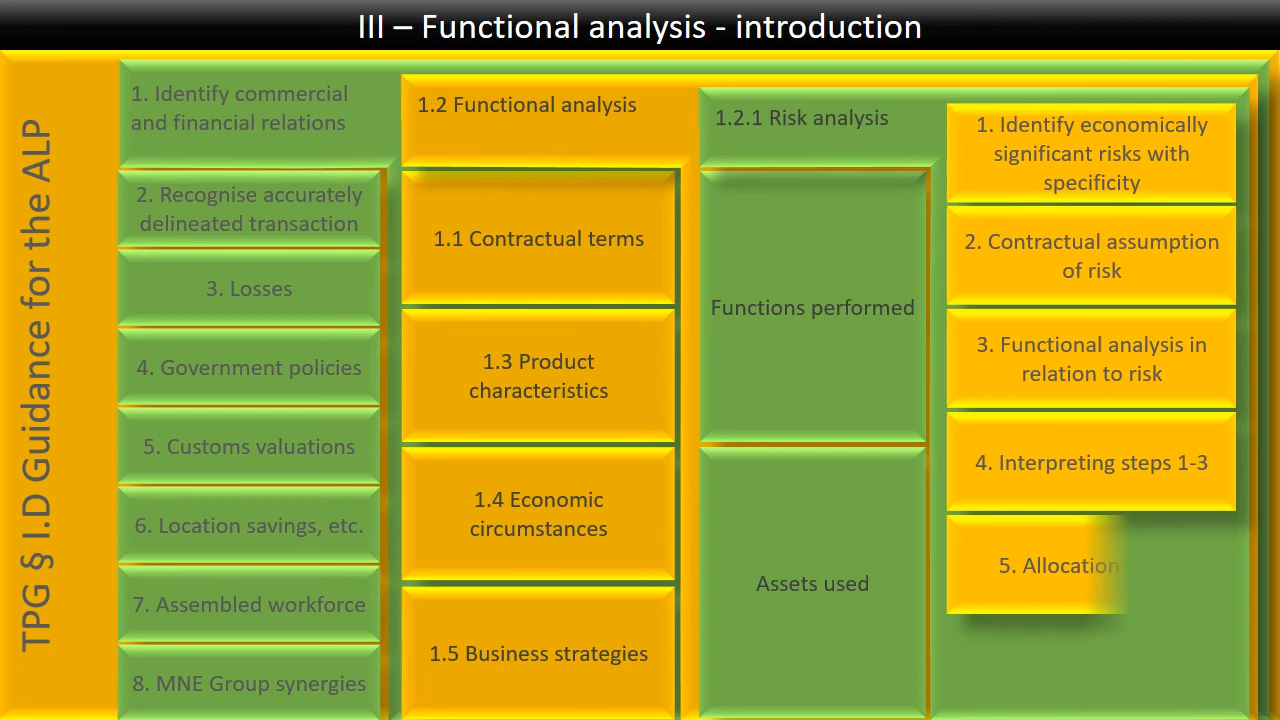 III – Functional analysis - introduction
TPG § I.D Guidance for the ALP
1. Identify commercial
and financial relations
2. Recognise accurately
delineated transaction
3. Losses
4. Government policies
5. Customs valuations
6. Location savings, etc.
7. Assembled workforce
8. MNE Group synergies
1.2 Functional analysis
1.1 Contractual terms
1.3 Product
characteristics
1.4 Economic
circumstances
1.5 Business strategies
1.2.1 Risk analysis
Functions performed
Assets used
1. Identify economically
significant risks with
specificity
2. Contractual assumption
of risk
3. Functional analysis in
relation to risk
4. Interpreting steps 1-3
5. Allocation